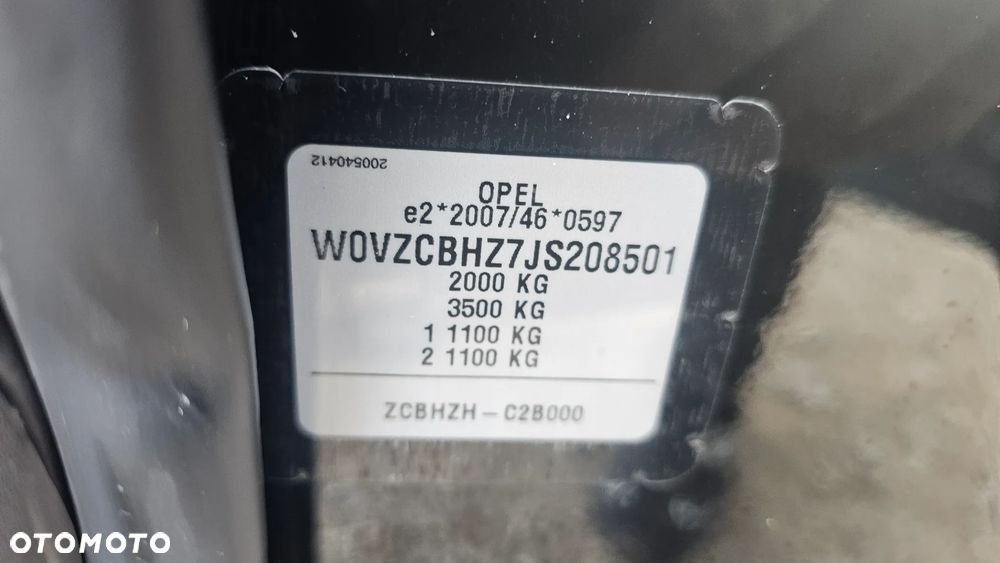 200540412
OPEL
e2*2007/46*0597
W0VZCBHZ7JS208501
2000 KG
3500 KG
1 1100 KG
2 1100 KG
ZCBHZH - C2B000
OTOMOTO